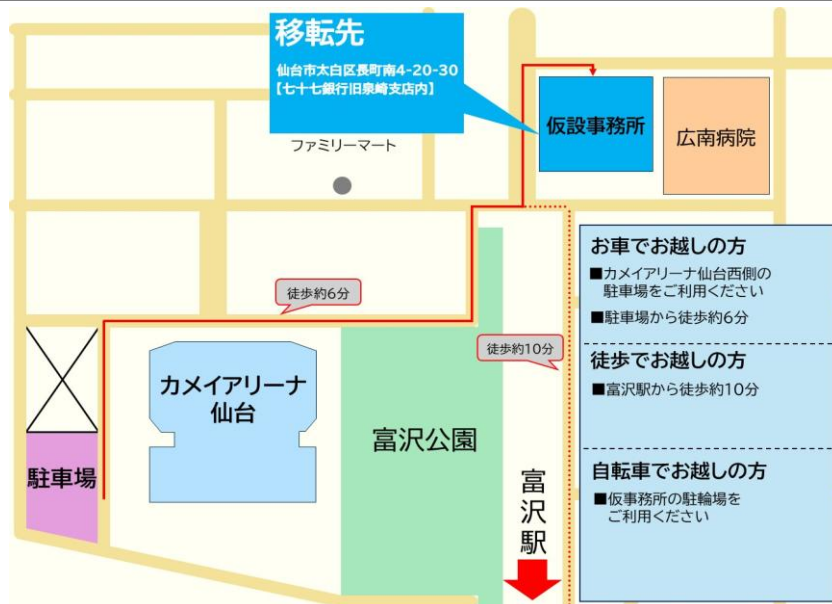 移転先
仙台市太白区長町南4-20-30
【七十七銀行旧泉崎支店内】
ファミリーマート
仮設事務所
広南病院
徒歩約6分
徒歩約10分
カメイアリーナ
仙台
富沢公園
駐車場
富沢駅
お車でお越しの方
■カメイアリーナ仙台西側の
駐車場をご利用ください
■駐車場から徒歩約6分
徒歩でお越しの方
■富沢駅から徒歩約10分
自転車でお越しの方
■仮事務所の駐輪場を
ご利用ください